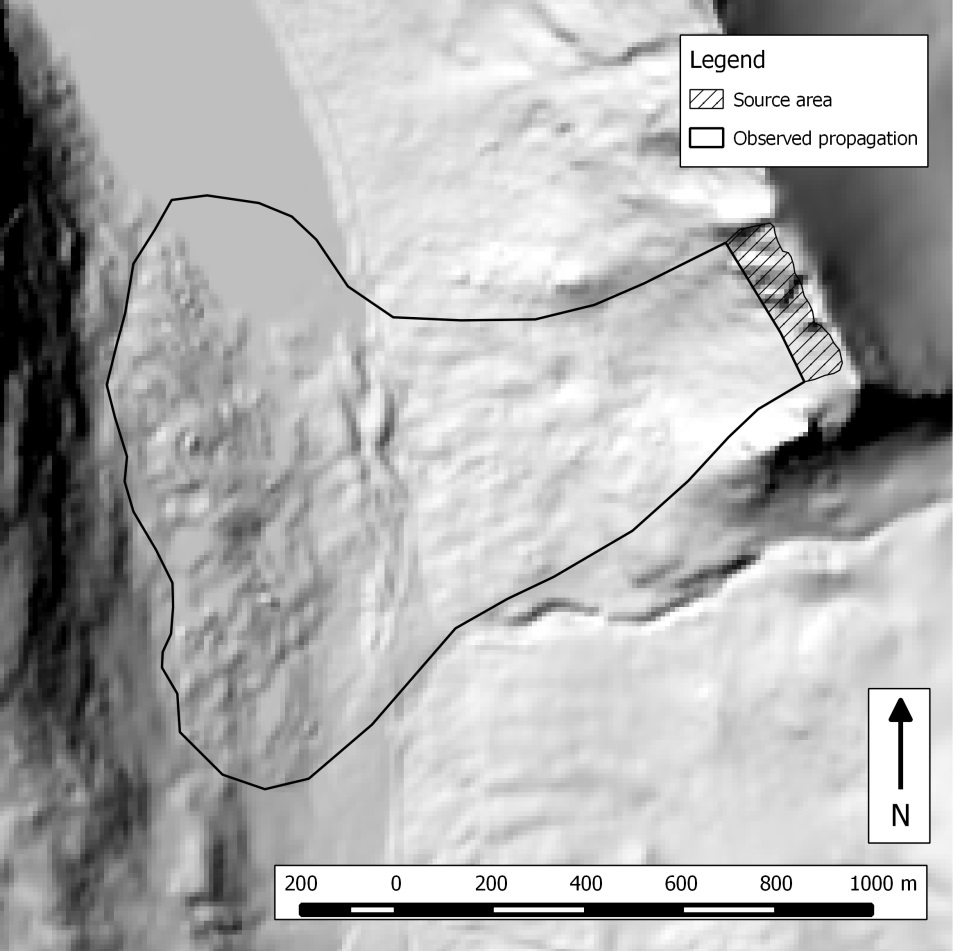 Legend
Source area
Observed propagation
N
200 0 200 400 600 800 1000 m